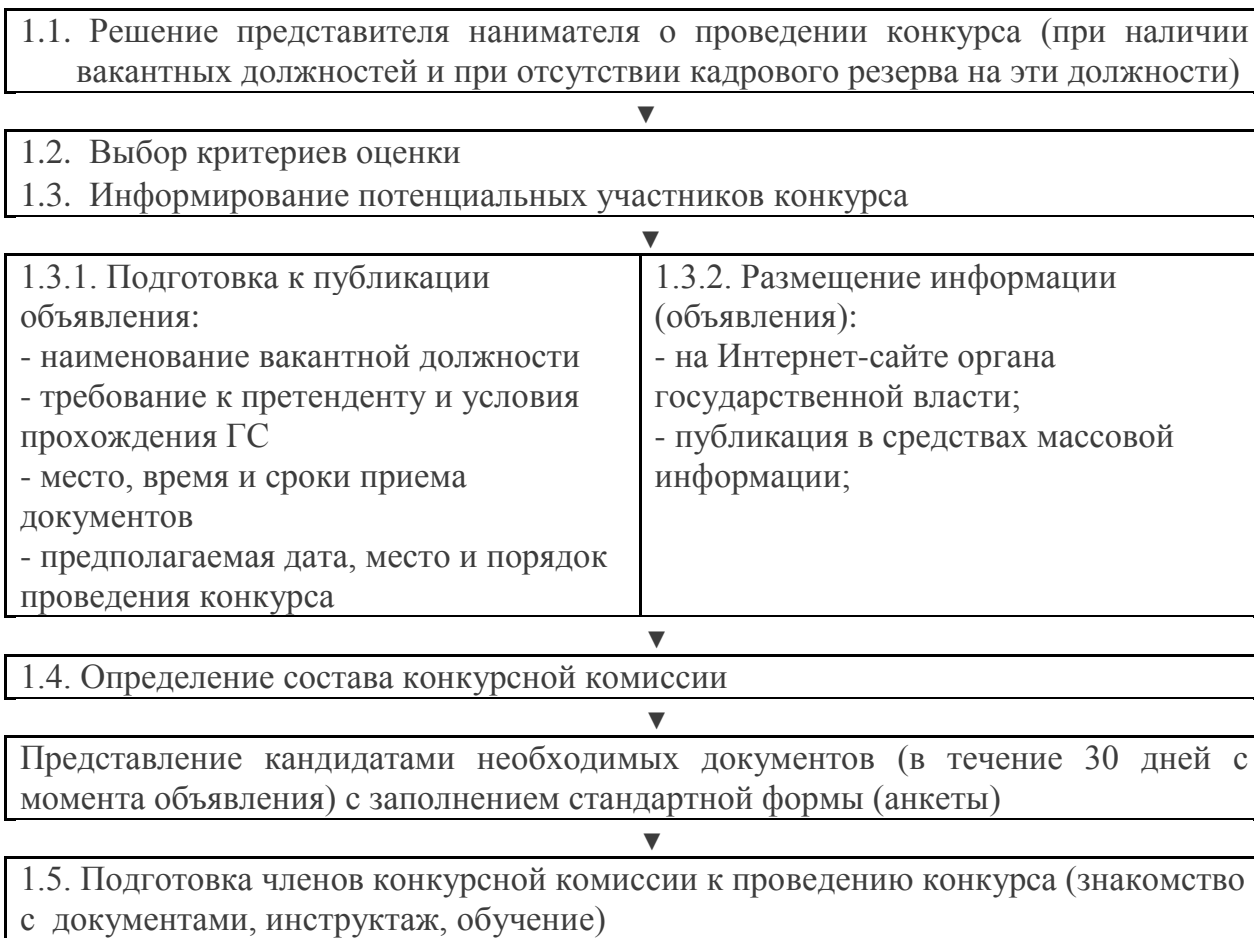 1.1. Решение представителя нанимателя о проведении конкурса (при наличии
вакантных должностей и при отсутствии кадрового резерва на эти должности)
▼
1.2. Выбор критериев оценки
1.3. Информирование потенциальных участников конкурса
▼
1.3.1. Подготовка к публикации
объявления:
- наименование вакантной должности
- требование к претенденту и условия
прохождения ГС
- место, время и сроки приема
документов
- предполагаемая дата, место и порядок
проведения конкурса
1.3.2. Размещение информации
(объявления):
- на Интернет-сайте органа
государственной власти;
- публикация в средствах массовой
информации;
▼
1.4. Определение состава конкурсной комиссии
▼
Представление кандидатами необходимых документов (в течение 30 дней с
момента объявления) с заполнением стандартной формы (анкеты)
▼
1.5. Подготовка членов конкурсной комиссии к проведению конкурса (знакомство
с документами, инструктаж, обучение)